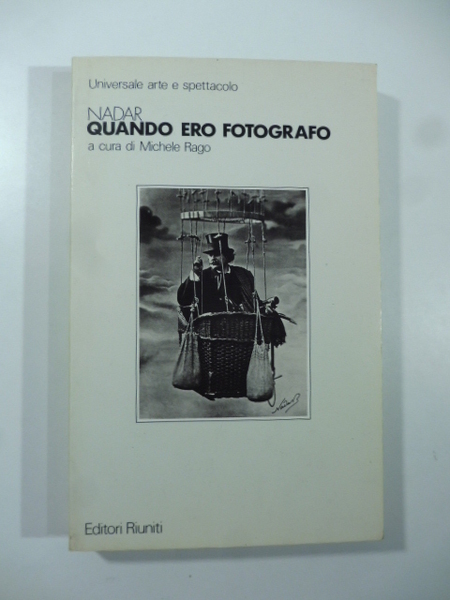 Universale arte e spettacolo
NADAR
QUANDO ERO FOTOGRAFO
a cura di Michele Rago
Editori Riuniti